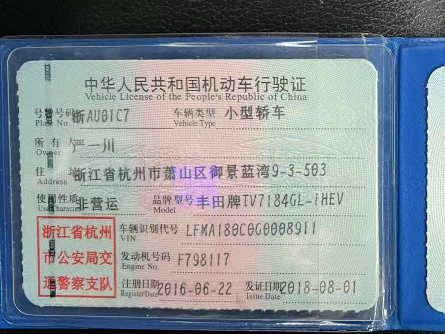 中华人民共和国机动车行驶证
Vehicle License of the People's Republic of China
号牌号码 浙AU01C7 车辆类型 小型轿车
Plate No. Vehicle Type
所有人 严一川
Owner
住址 浙江省杭州市萧山区御景蓝湾9-3-503
Address
使用性质 非营运 品牌型号 丰田牌TV7184GL-iHEV
Use Character Model
浙江省杭州 车辆识别代号 LFMA180C0G0008911
VIN
市公安局交 发动机号码 F798117
Engine No.
通警察支队 注册日期 2016-06-22 发证日期 2018-08-01
Register Date Issue Date